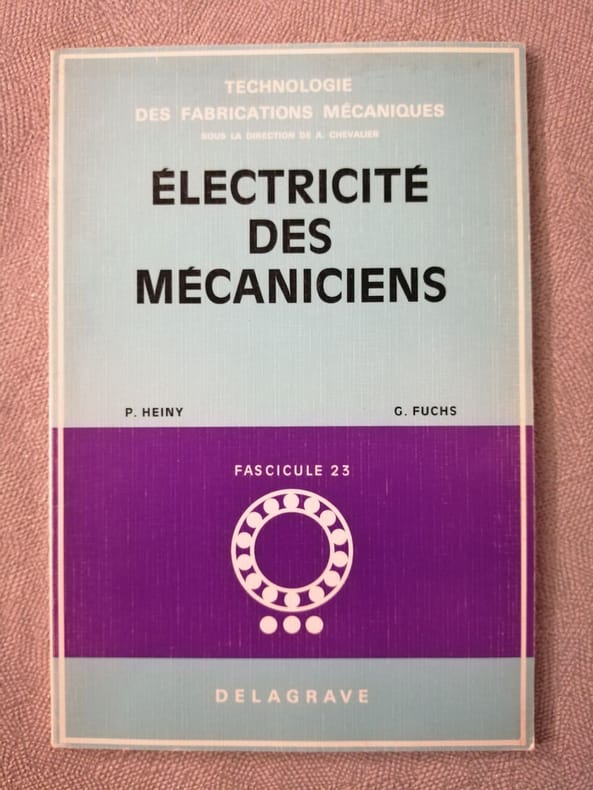 TECHNOLOGIE
DES FABRICATIONS MÉCANIQUES
SOUS LA DIRECTION DE A. CHEVALIER
ÉLECTRICITÉ
DES
MÉCANICIENS
P. HEINY G. FUCHS
FASCICULE 23
DELAGRAVE